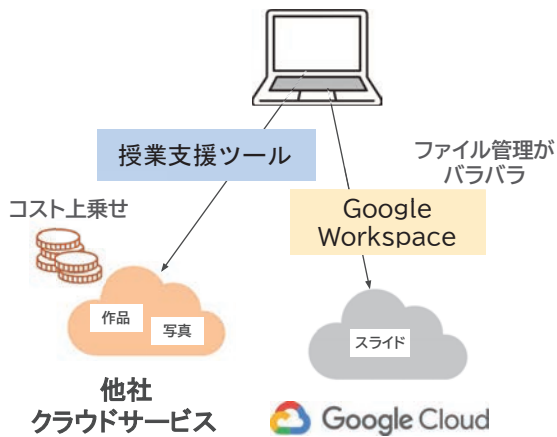 授業支援ツール
ファイル管理が
バラバラ
コスト上乗せ
Google
Workspace
作品
写真
スライド
他社
クラウドサービス
Google Cloud